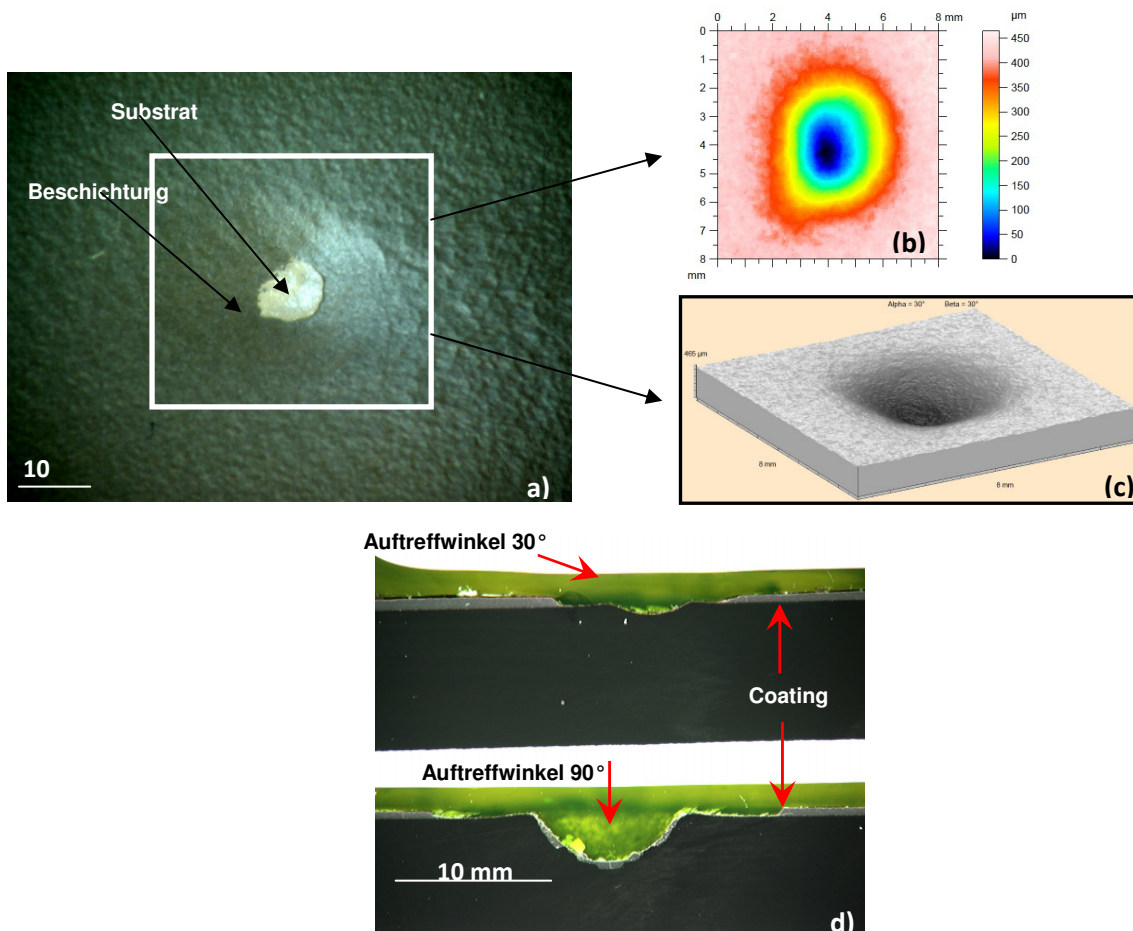 Substrat
Beschichtung
10
a)
0 2 4 6 8 mm
µm
0
1
2
3
4
5
6
7
8
mm
450
400
350
300
250
200
150
100
50
0
(b)
Alpha = 30° Beta = 30°
465 µm
8 mm
8 mm
(c)
Auftreffwinkel 30°
Coating
Auftreffwinkel 90°
10 mm
d)